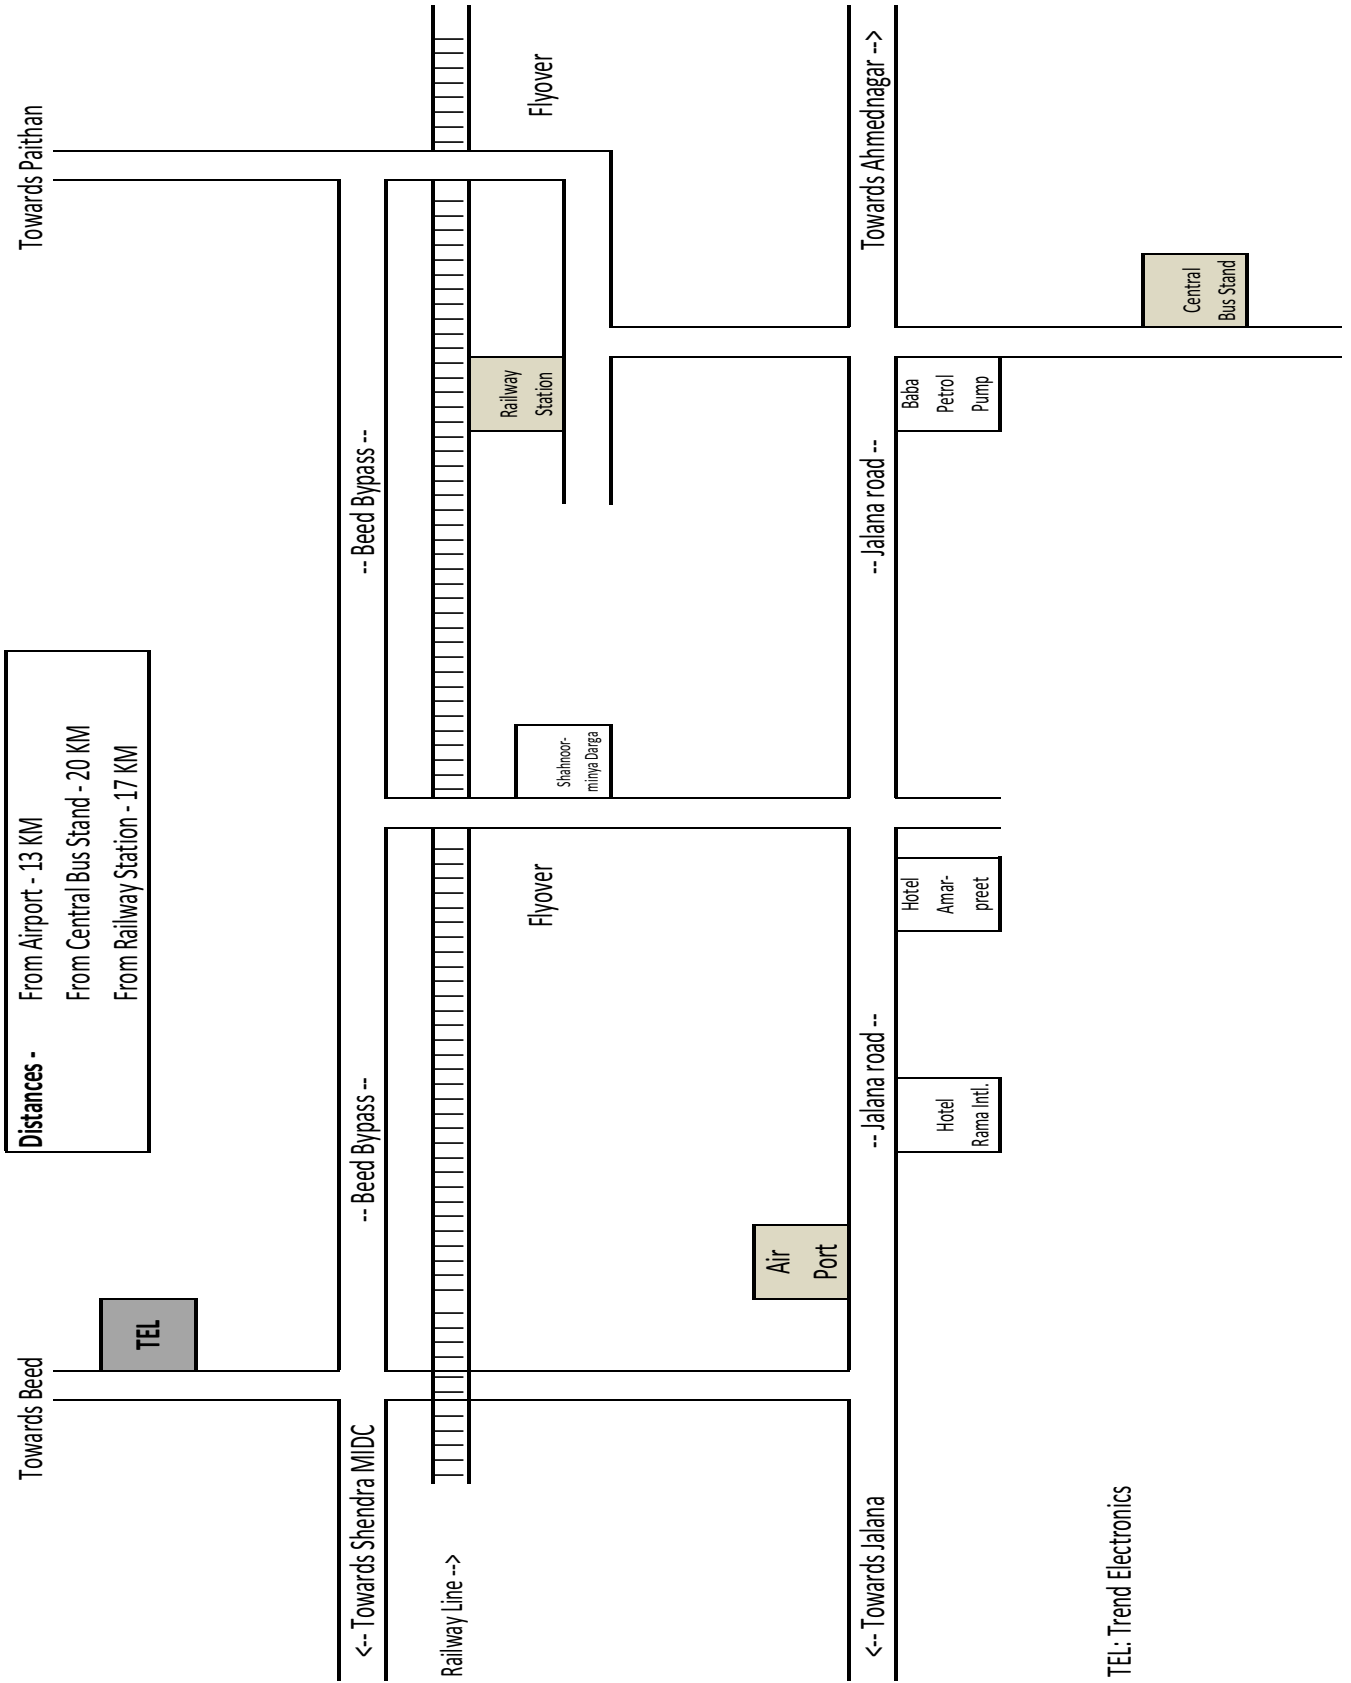 Towards Beed
Distances - From Airport - 13 KM
Towards Paithan
From Central Bus Stand - 20 KM
From Railway Station - 17 KM
TEL
<-- Towards Shendra MIDC
-- Beed Bypass --
-- Beed Bypass --
Railway Line -->
Flyover
Shahnoor-
minya Darga
Railway
Station
Flyover
Air
Port
<-- Towards Jalana
-- Jalana road --
-- Jalana road --
Towards Ahmednagar -->
Hotel
Rama Intl.
Hotel
Amar-
preet
Baba
Petrol
Pump
Central
Bus Stand
TEL: Trend Electronics